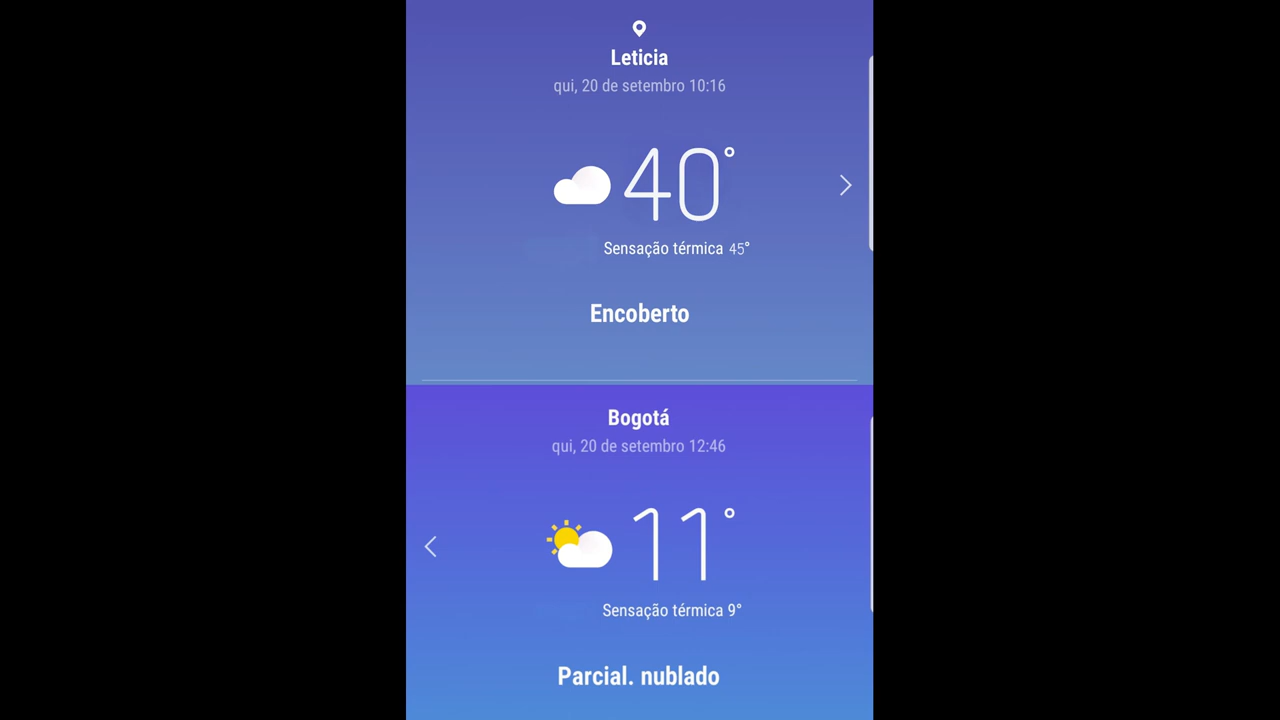 Leticia
qui, 20 de setembro 10:16
40°
Sensação térmica 45°
Encoberto
Bogotá
qui, 20 de setembro 12:46
11°
Sensação térmica 9°
Parcial. nublado